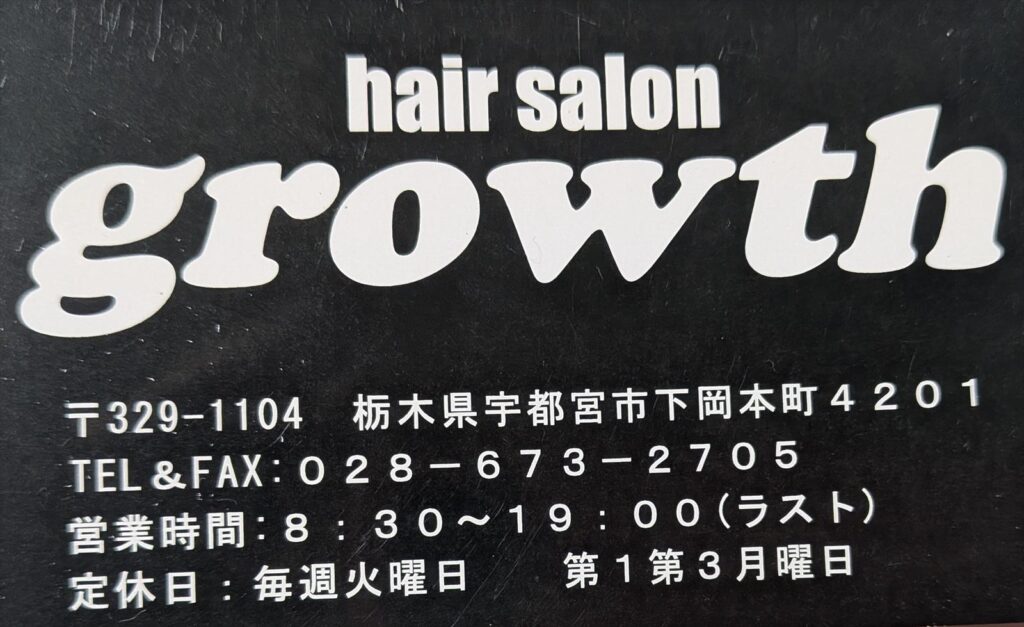 hair salon
growth
〒329-1104　栃木県宇都宮市下岡本町４２０１
TEL＆FAX:０２８－６７３－２７０５
営業時間:８：３０～１９：００(ラスト)
定休日：毎週火曜日　　第１第３月曜日